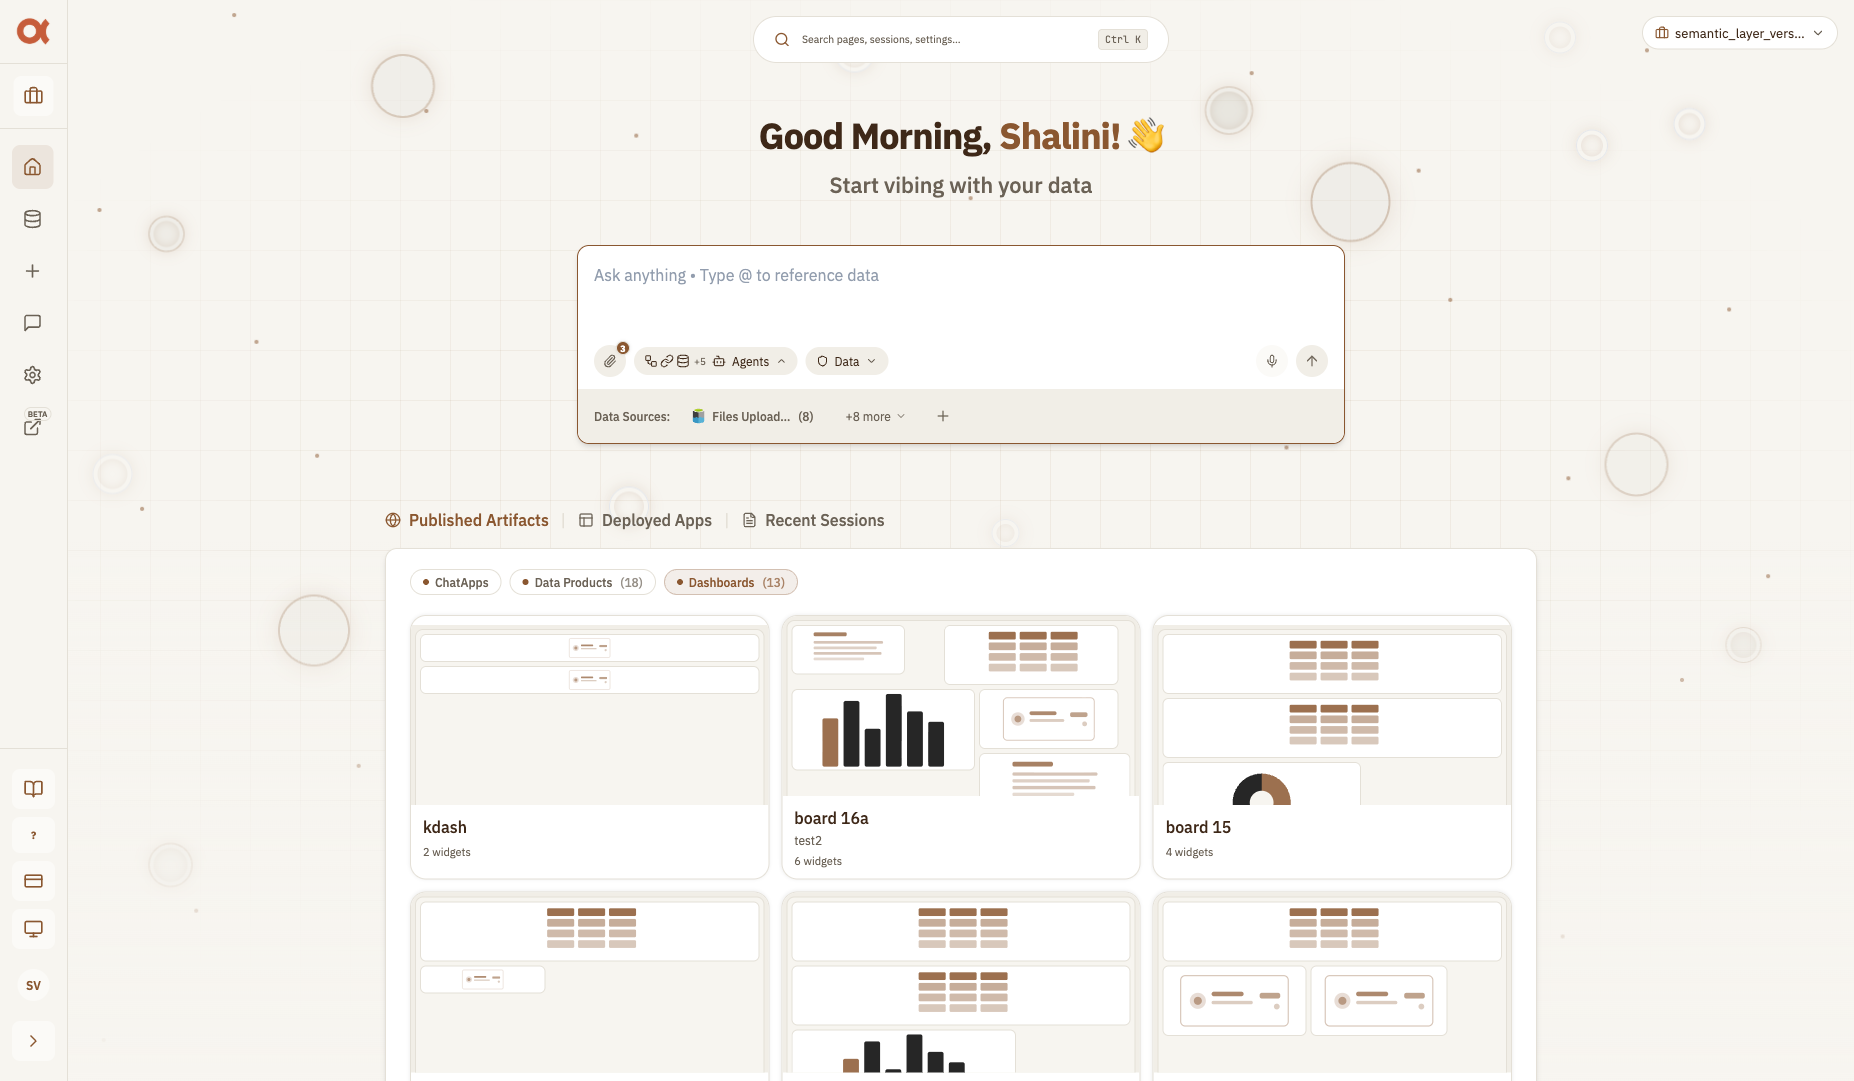 Search pages, sessions, settings...
Ctrl K
semantic_layer_vers...
Good Morning, Shalini! 👋
Start vibing with your data
Ask anything • Type @ to reference data
3
+5 Agents
Data
Data Sources: Files Upload... (8) +8 more
BETA
Published Artifacts
Deployed Apps
Recent Sessions
ChatApps
Data Products (18)
Dashboards (13)
kdash
2 widgets
board 16a
test2
6 widgets
board 15
4 widgets
?
SV